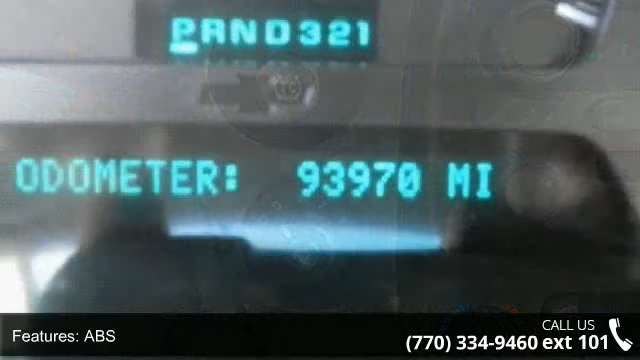 PRND321
ODOMETER: 93970 MI
Features: ABS
CALL US
(770) 334-9460 ext 101